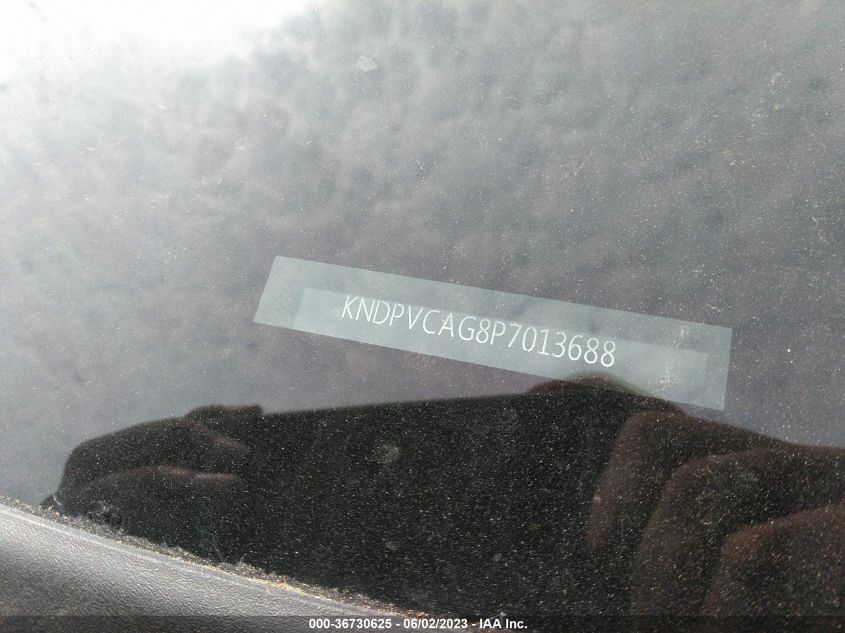 KNDPVCAG8P7013688
000-36730625 - 06/02/2023 - IAA Inc.